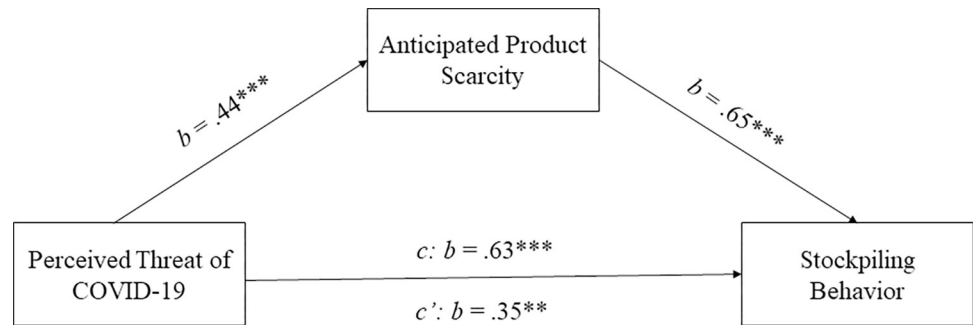 Anticipated Product
Scarcity
b = .44***
b = .65***
Perceived Threat of
COVID-19
c: b = .63***
c’: b = .35**
Stockpiling
Behavior